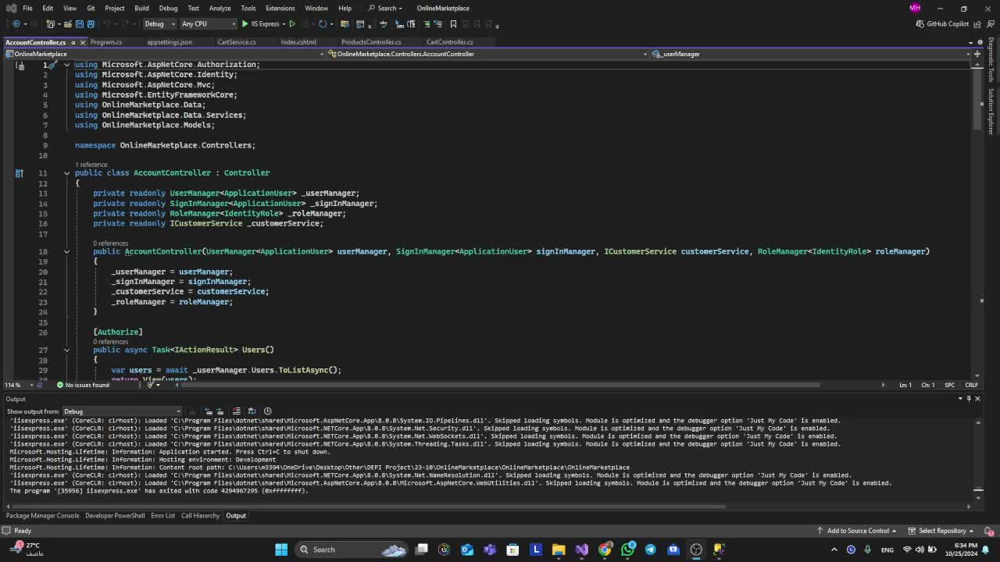 File Edit View Git Project Build Debug Test Analyze Tools Extensions Window Help Search OnlineMarketplace MH
Debug Any CPU IIS Express GitHub Copilot
AccountController.cs Program.cs appsettings.json CartService.cs Index.cshtml ProductsController.cs CartController.cs
OnlineMarketplace OnlineMarketplace.Controllers.AccountController _userManager
Diagnostic Tools
Solution Explorer
1 using Microsoft.AspNetCore.Authorization;
2 using Microsoft.AspNetCore.Identity;
3 using Microsoft.AspNetCore.Mvc;
4 using Microsoft.EntityFrameworkCore;
5 using OnlineMarketplace.Data;
6 using OnlineMarketplace.Data.Services;
7 using OnlineMarketplace.Models;
8
9 namespace OnlineMarketplace.Controllers;
10
1 reference
11 public class AccountController : Controller
12 {
13 private readonly UserManager<ApplicationUser> _userManager;
14 private readonly SignInManager<ApplicationUser> _signInManager;
15 private readonly RoleManager<IdentityRole> _roleManager;
16 private readonly ICustomerService _customerService;
17
0 references
18 public AccountController(UserManager<ApplicationUser> userManager, SignInManager<ApplicationUser> signInManager, ICustomerService customerService, RoleManager<IdentityRole> roleManager)
19 {
20 _userManager = userManager;
21 _signInManager = signInManager;
22 _customerService = customerService;
23 _roleManager = roleManager;
24 }
25
26 [Authorize]
0 references
27 public async Task<IActionResult> Users()
28 {
29 var users = await _userManager.Users.ToListAsync();
30 return View(users);
114 % No issues found Ln: 1 Ch: 1 SPC CRLF
Output
Show output from: Debug
'iisexpress.exe' (CoreCLR: clrhost): Loaded 'C:\Program Files\dotnet\shared\Microsoft.AspNetCore.App\8.0.8\System.IO.Pipelines.dll'. Skipped loading symbols. Module is optimized and the debugger option 'Just My Code' is enabled.
'iisexpress.exe' (CoreCLR: clrhost): Loaded 'C:\Program Files\dotnet\shared\Microsoft.NETCore.App\8.0.8\System.Net.Security.dll'. Skipped loading symbols. Module is optimized and the debugger option 'Just My Code' is enabled.
'iisexpress.exe' (CoreCLR: clrhost): Loaded 'C:\Program Files\dotnet\shared\Microsoft.NETCore.App\8.0.8\System.Net.WebSockets.dll'. Skipped loading symbols. Module is optimized and the debugger option 'Just My Code' is enabled.
'iisexpress.exe' (CoreCLR: clrhost): Loaded 'C:\Program Files\dotnet\shared\Microsoft.NETCore.App\8.0.8\System.Threading.Tasks.dll'. Skipped loading symbols. Module is optimized and the debugger option 'Just My Code' is enabled.
Microsoft.Hosting.Lifetime: Information: Application started. Press Ctrl+C to shut down.
Microsoft.Hosting.Lifetime: Information: Hosting environment: Development
Microsoft.Hosting.Lifetime: Information: Content root path: C:\Users\m3394\OneDrive\Desktop\Other\DEPI Project\23-10\OnlineMarketplace\OnlineMarketplace\OnlineMarketplace
'iisexpress.exe' (CoreCLR: clrhost): Loaded 'C:\Program Files\dotnet\shared\Microsoft.NETCore.App\8.0.8\System.Net.NameResolution.dll'. Skipped loading symbols. Module is optimized and the debugger option 'Just My Code' is enabled.
'iisexpress.exe' (CoreCLR: clrhost): Loaded 'C:\Program Files\dotnet\shared\Microsoft.AspNetCore.App\8.0.8\Microsoft.AspNetCore.WebUtilities.dll'. Skipped loading symbols. Module is optimized and the debugger option 'Just My Code' is enabled.
The program '[35956] iisexpress.exe' has exited with code 4294967295 (0xffffffff).
Package Manager Console Developer PowerShell Error List Call Hierarchy Output
Ready Add to Source Control Select Repository
27°C
عاصف
Search
ENG
6:34 PM
10/25/2024